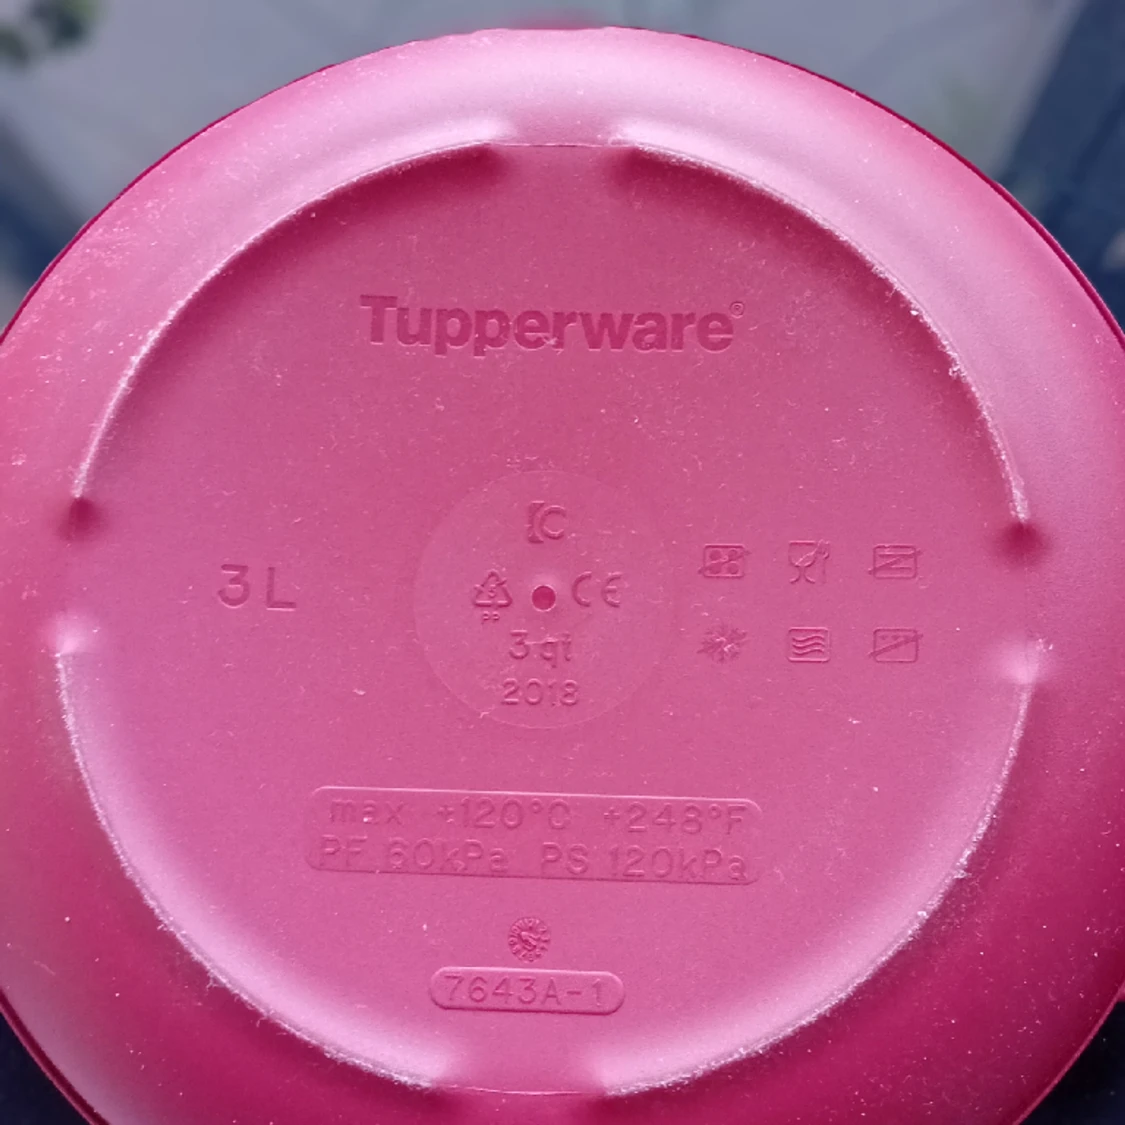 Tupperware®
3L
PP
CE
3 qt
2018
max +120°C +248°F
PF 60kPa PS 120kPa
7643A-1